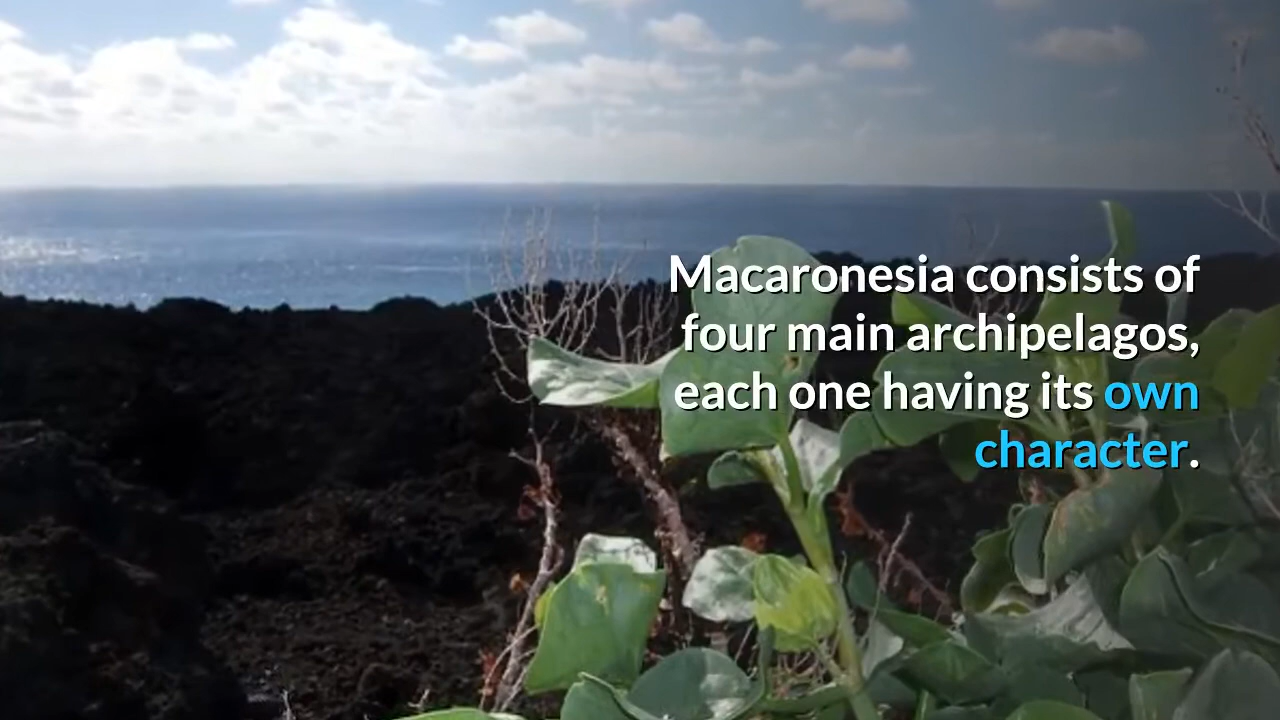 Macaronesia consists of
four main archipelagos,
each one having its own
character.